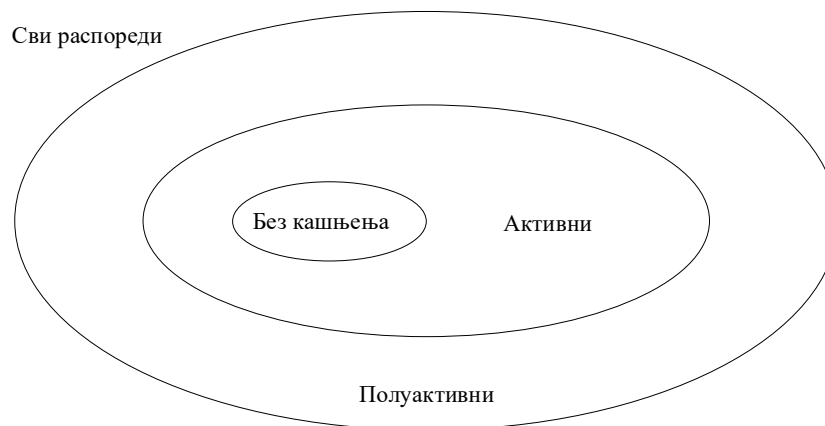 Сви распореди
Без кашњења
Активни
Полуактивни